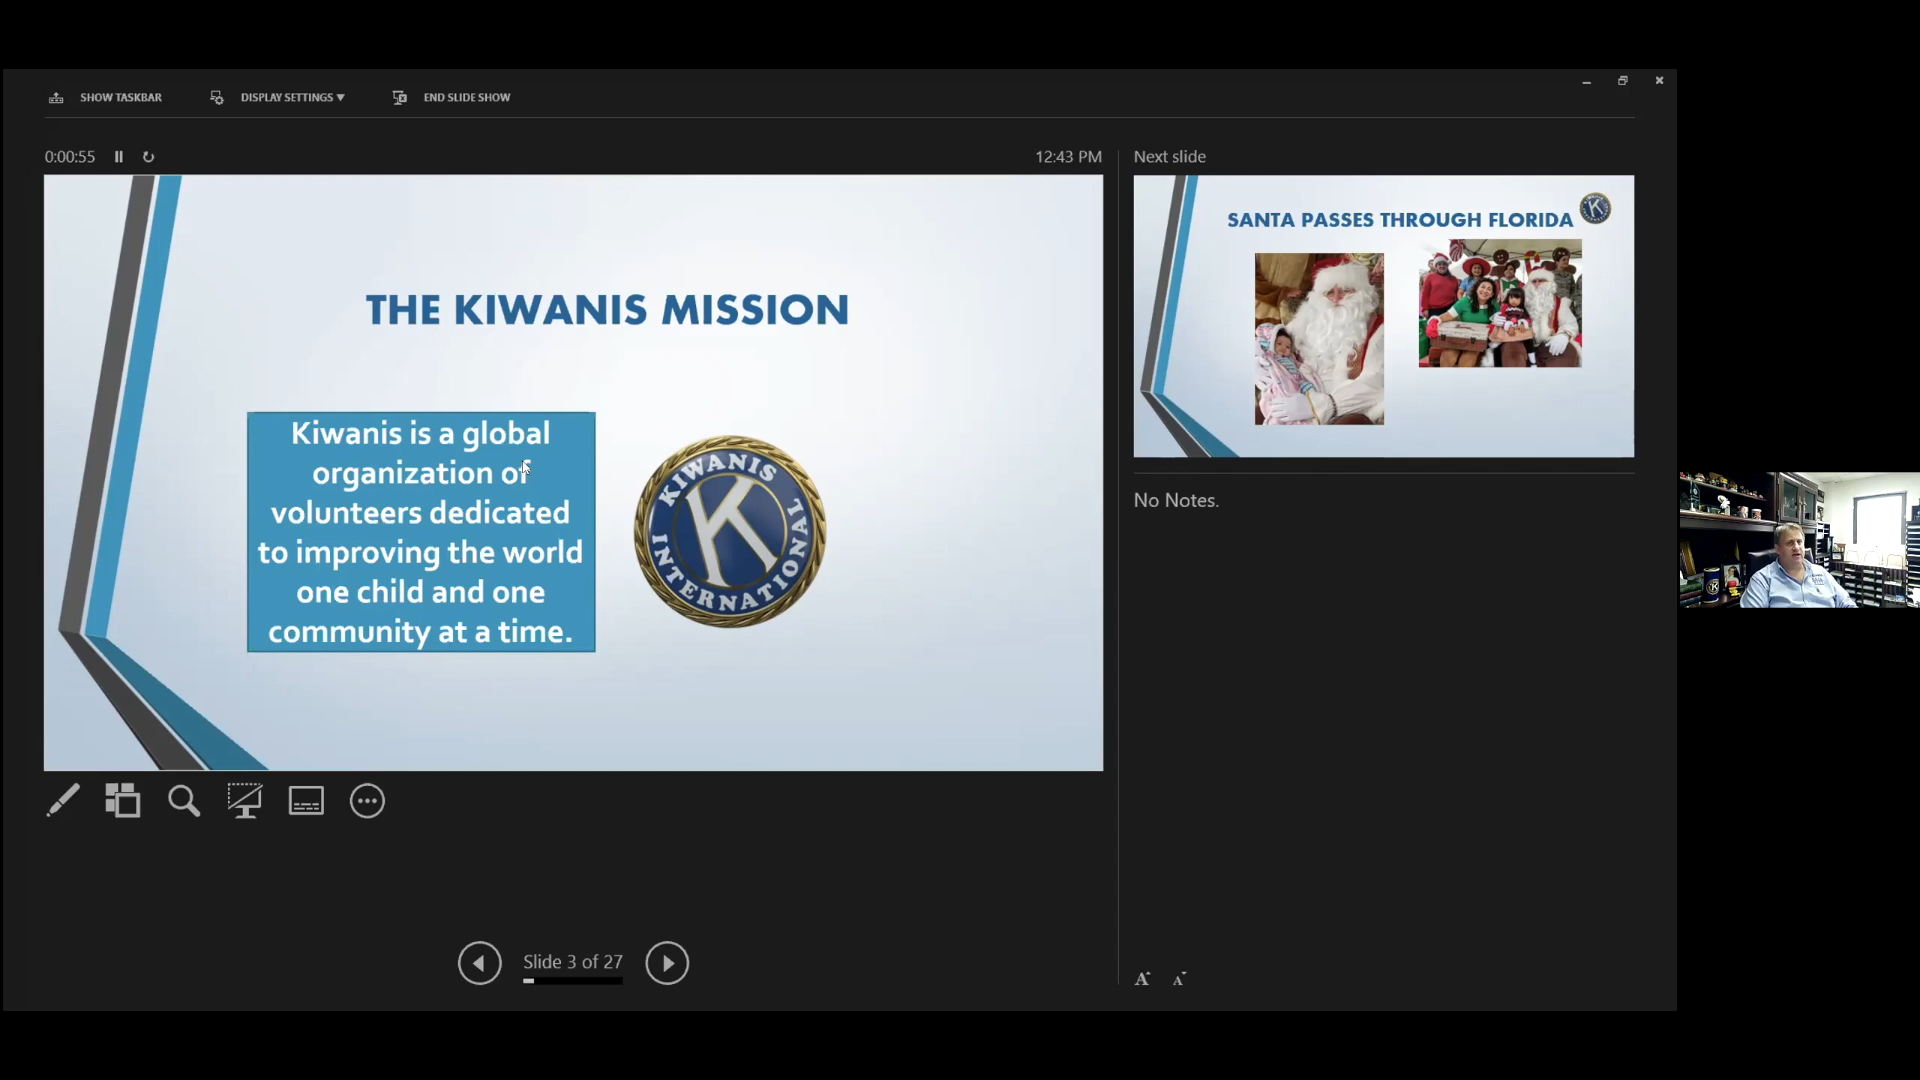 SHOW TASKBAR
DISPLAY SETTINGS ▼
END SLIDE SHOW
0:00:55
12:43 PM
THE KIWANIS MISSION
Kiwanis is a global
organization of
volunteers dedicated
to improving the world
one child and one
community at a time.
KIWANIS
K
INTERNATIONAL
Slide 3 of 27
Next slide
SANTA PASSES THROUGH FLORIDA
K
No Notes.
A
A